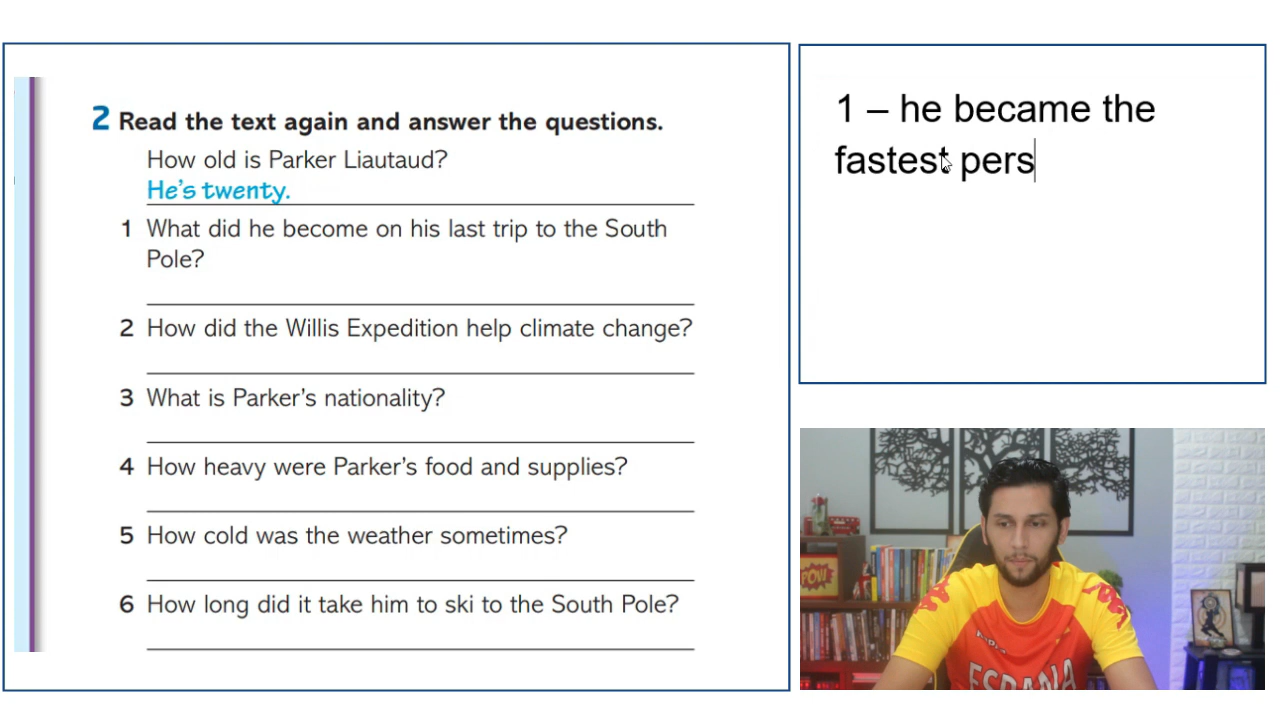 2 Read the text again and answer the questions.
How old is Parker Liautaud?
He's twenty.
1 What did he become on his last trip to the South
Pole?
2 How did the Willis Expedition help climate change?
3 What is Parker's nationality?
4 How heavy were Parker's food and supplies?
5 How cold was the weather sometimes?
6 How long did it take him to ski to the South Pole?
1 – he became the
fastest pers
POW!
ESPAÑA